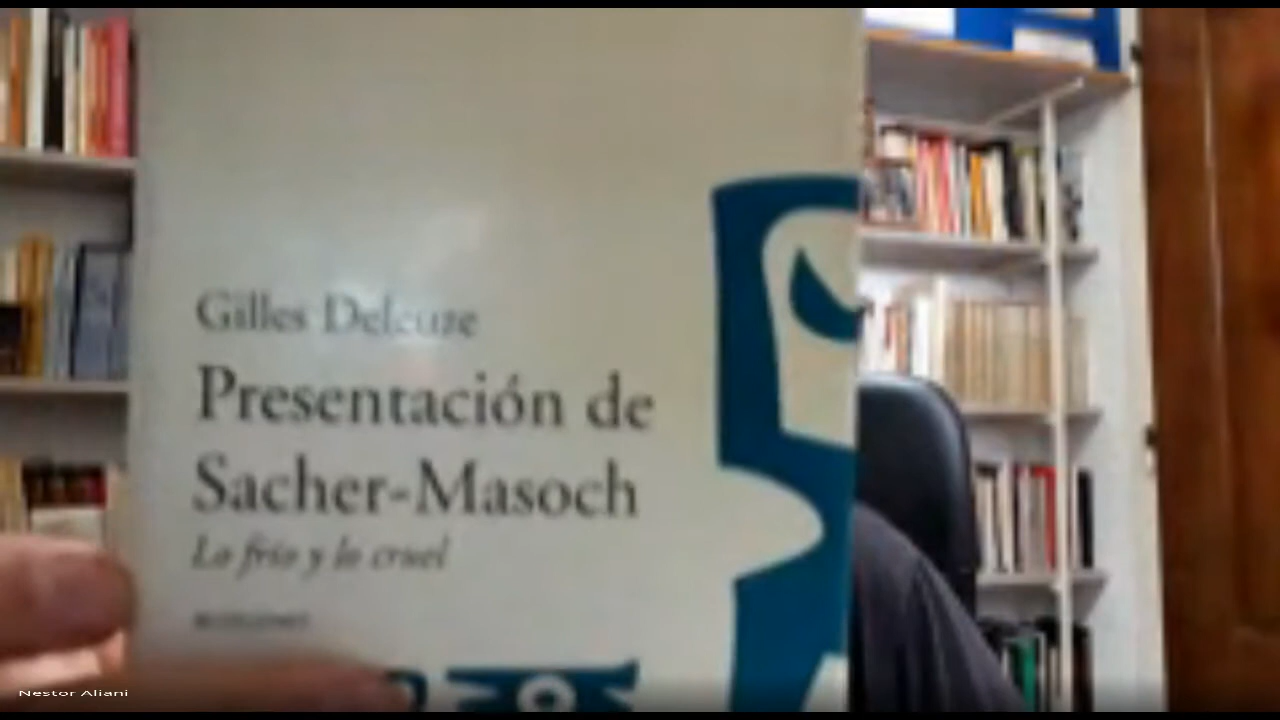 Gilles Deleuze
Presentación de
Sacher-Masoch
Lo frío y lo cruel
Nestor Aliani